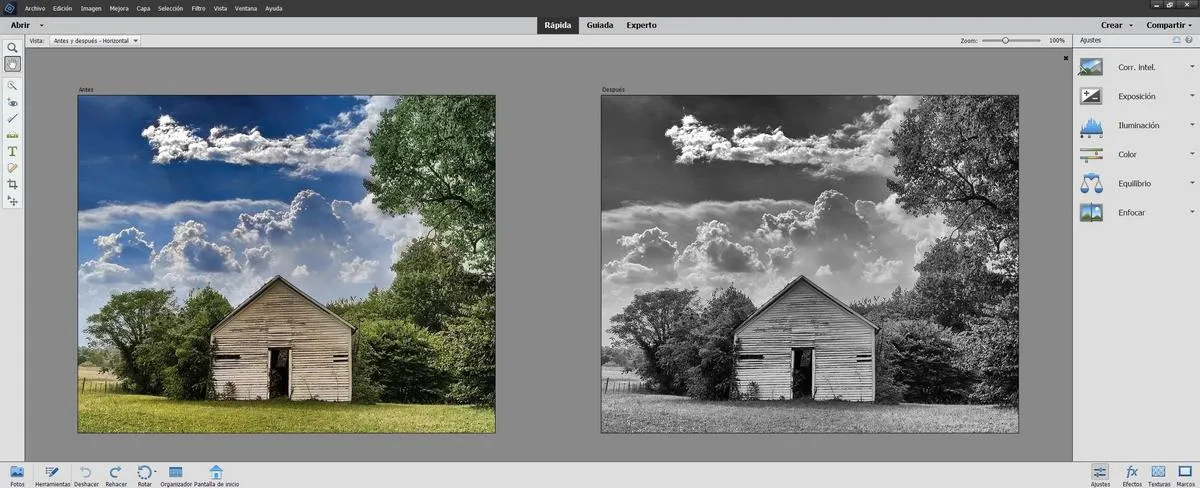 Archivo Edición Imagen Mejora Capa Selección Filtro Vista Ventana Ayuda
Abrir Rápida Guiada Experto Crear Compartir
Vista: Antes y después - Horizontal Zoom: 100% Ajustes
Antes Después
Corr. intel.
Exposición
Iluminación
Color
Equilibrio
Enfocar
T
Fotos Herramientas Deshacer Rehacer Rotar Organizador Pantalla de inicio Ajustes Efectos Texturas Marcos